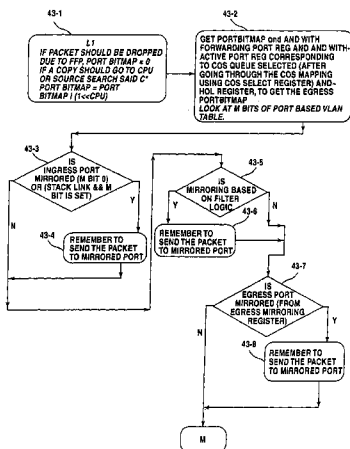 43-1
L1
IF PACKET SHOULD BE DROPPED
DUE TO FFP, PORT BITMAP = 0
IF A COPY SHOULD GO TO CPU
OR SOURCE SEARCH SAID C*
PORT BITMAP = PORT
BITMAP | (1<<CPU)
43-2
GET PORTBITMAP and AND WITH
FORWARDING PORT REG AND AND WITH-
ACTIVE PORT REG CORRESPONDING
TO COS QUEUE SELECTED (AFTER
GOING THROUGH THE COS MAPPING
USING COS SELECT REGISTER) AND-
HOL REGISTER, TO GET THE EGRESS
PORTBITMAP
LOOK AT M BITS OF PORT BASED VLAN
TABLE.
43-3
IS
INGRESS PORT
MIRRORED (M BIT 0)
OR (STACK LINK && M
BIT IS SET)
N
Y
43-4
REMEMBER TO
SEND THE PACKET
TO MIRRORED PORT
43-5
IS
MIRRORING BASED
ON FILTER
LOGIC.
Y
N
43-6
REMEMBER TO
SEND THE PACKET
TO MIRRORED PORT
43-7
IS
EGRESS PORT
MIRRORED (FROM
EGRESS MIRRORING
REGISTER)
N
Y
43-8
REMEMBER TO
SEND THE PACKET
TO MIRRORED PORT
M